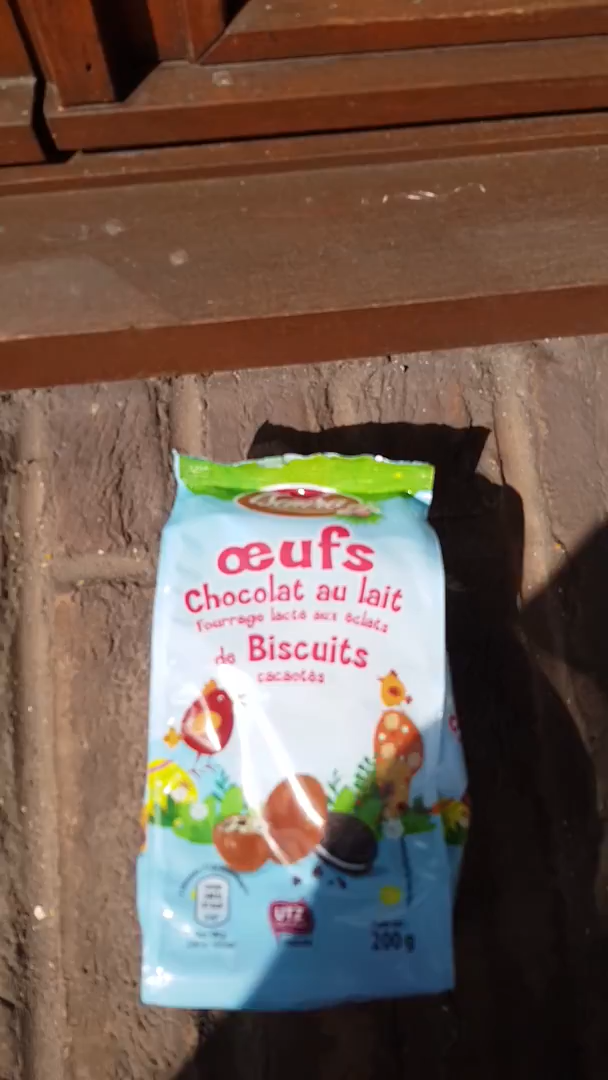 œufs
Chocolat au lait
fourrage lacté aux éclats
de Biscuits
cacaotés
UTZ
200 g